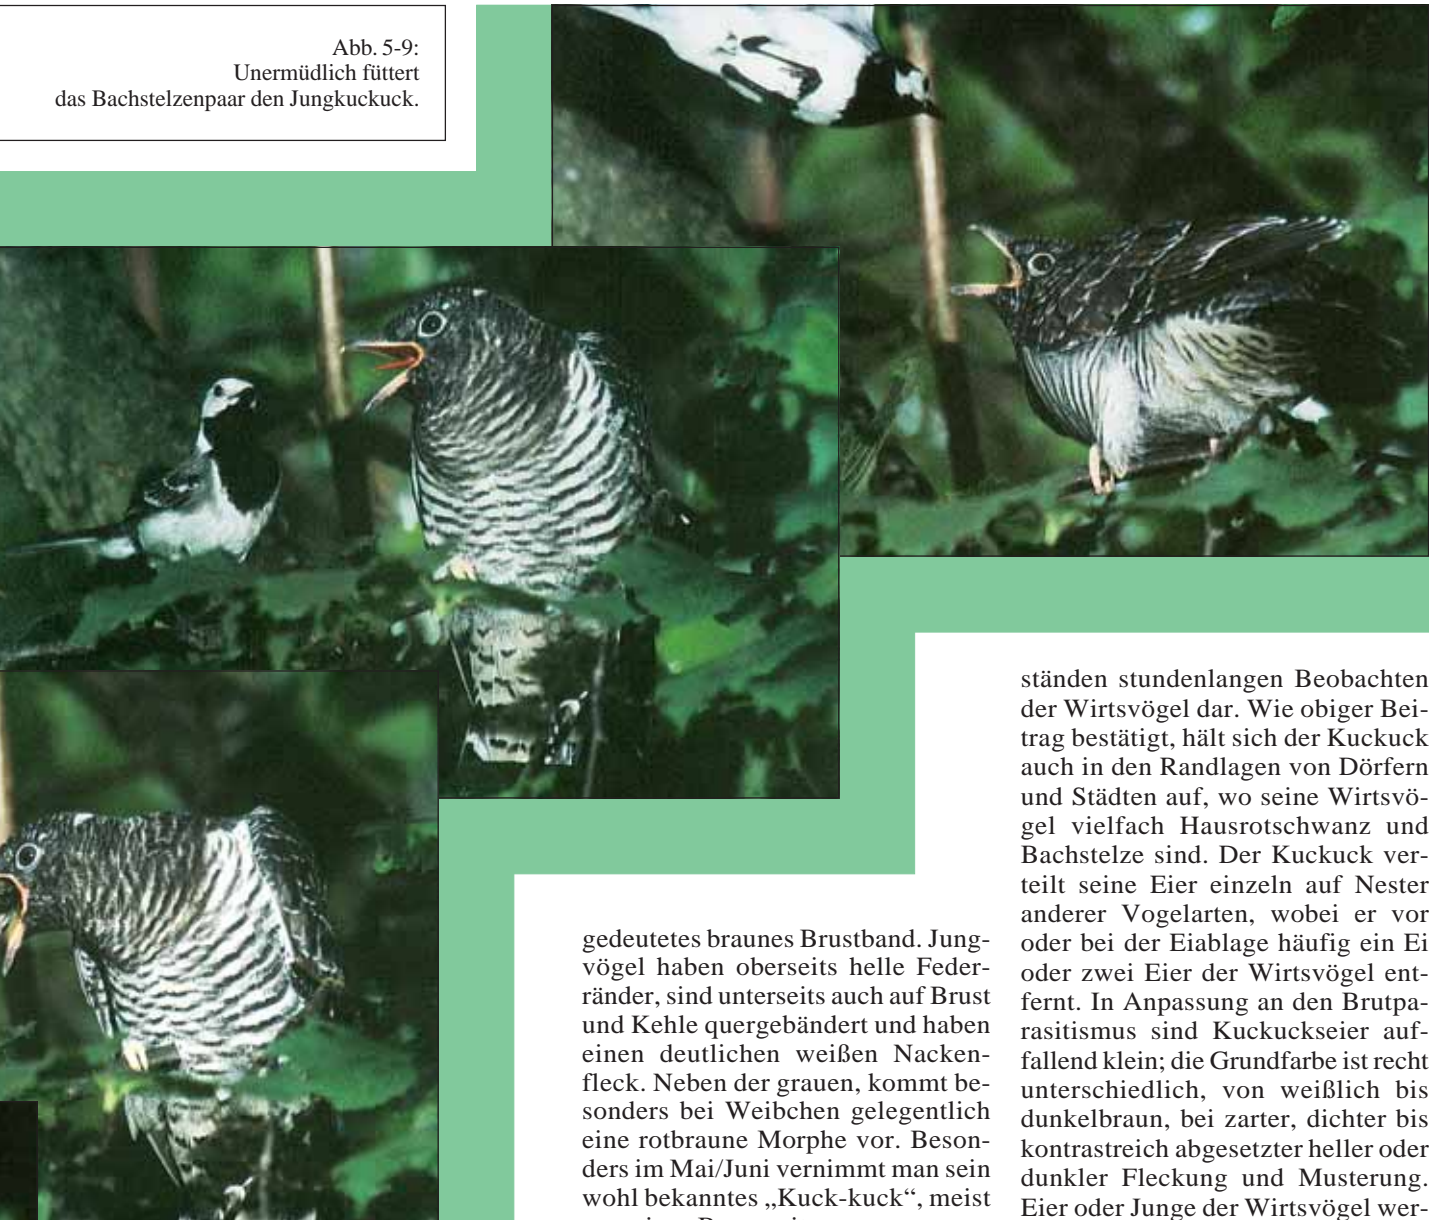 Abb. 5-9:
Unermüdlich füttert
das Bachstelzenpaar den Jungkuckuck.
gedeutetes braunes Brustband. Jung-
vögel haben oberseits helle Feder-
ränder, sind unterseits auch auf Brust
und Kehle quergebändert und haben
einen deutlichen weißen Nacken-
fleck. Neben der grauen, kommt be-
sonders bei Weibchen gelegentlich
eine rotbraune Morphe vor. Beson-
ders im Mai/Juni vernimmt man sein
wohl bekanntes „Kuck-kuck“, meist
ständen stundenlangen Beobachten
der Wirtsvögel dar. Wie obiger Bei-
trag bestätigt, hält sich der Kuckuck
auch in den Randlagen von Dörfern
und Städten auf, wo seine Wirtsvö-
gel vielfach Hausrotschwanz und
Bachstelze sind. Der Kuckuck ver-
teilt seine Eier einzeln auf Nester
anderer Vogelarten, wobei er vor
oder bei der Eiablage häufig ein Ei
oder zwei Eier der Wirtsvögel ent-
fernt. In Anpassung an den Brutpa-
rasitismus sind Kuckuckseier auf-
fallend klein; die Grundfarbe ist recht
unterschiedlich, von weißlich bis
dunkelbraun, bei zarter, dichter bis
kontrastreich abgesetzter heller oder
dunkler Fleckung und Musterung.
Eier oder Junge der Wirtsvögel wer-